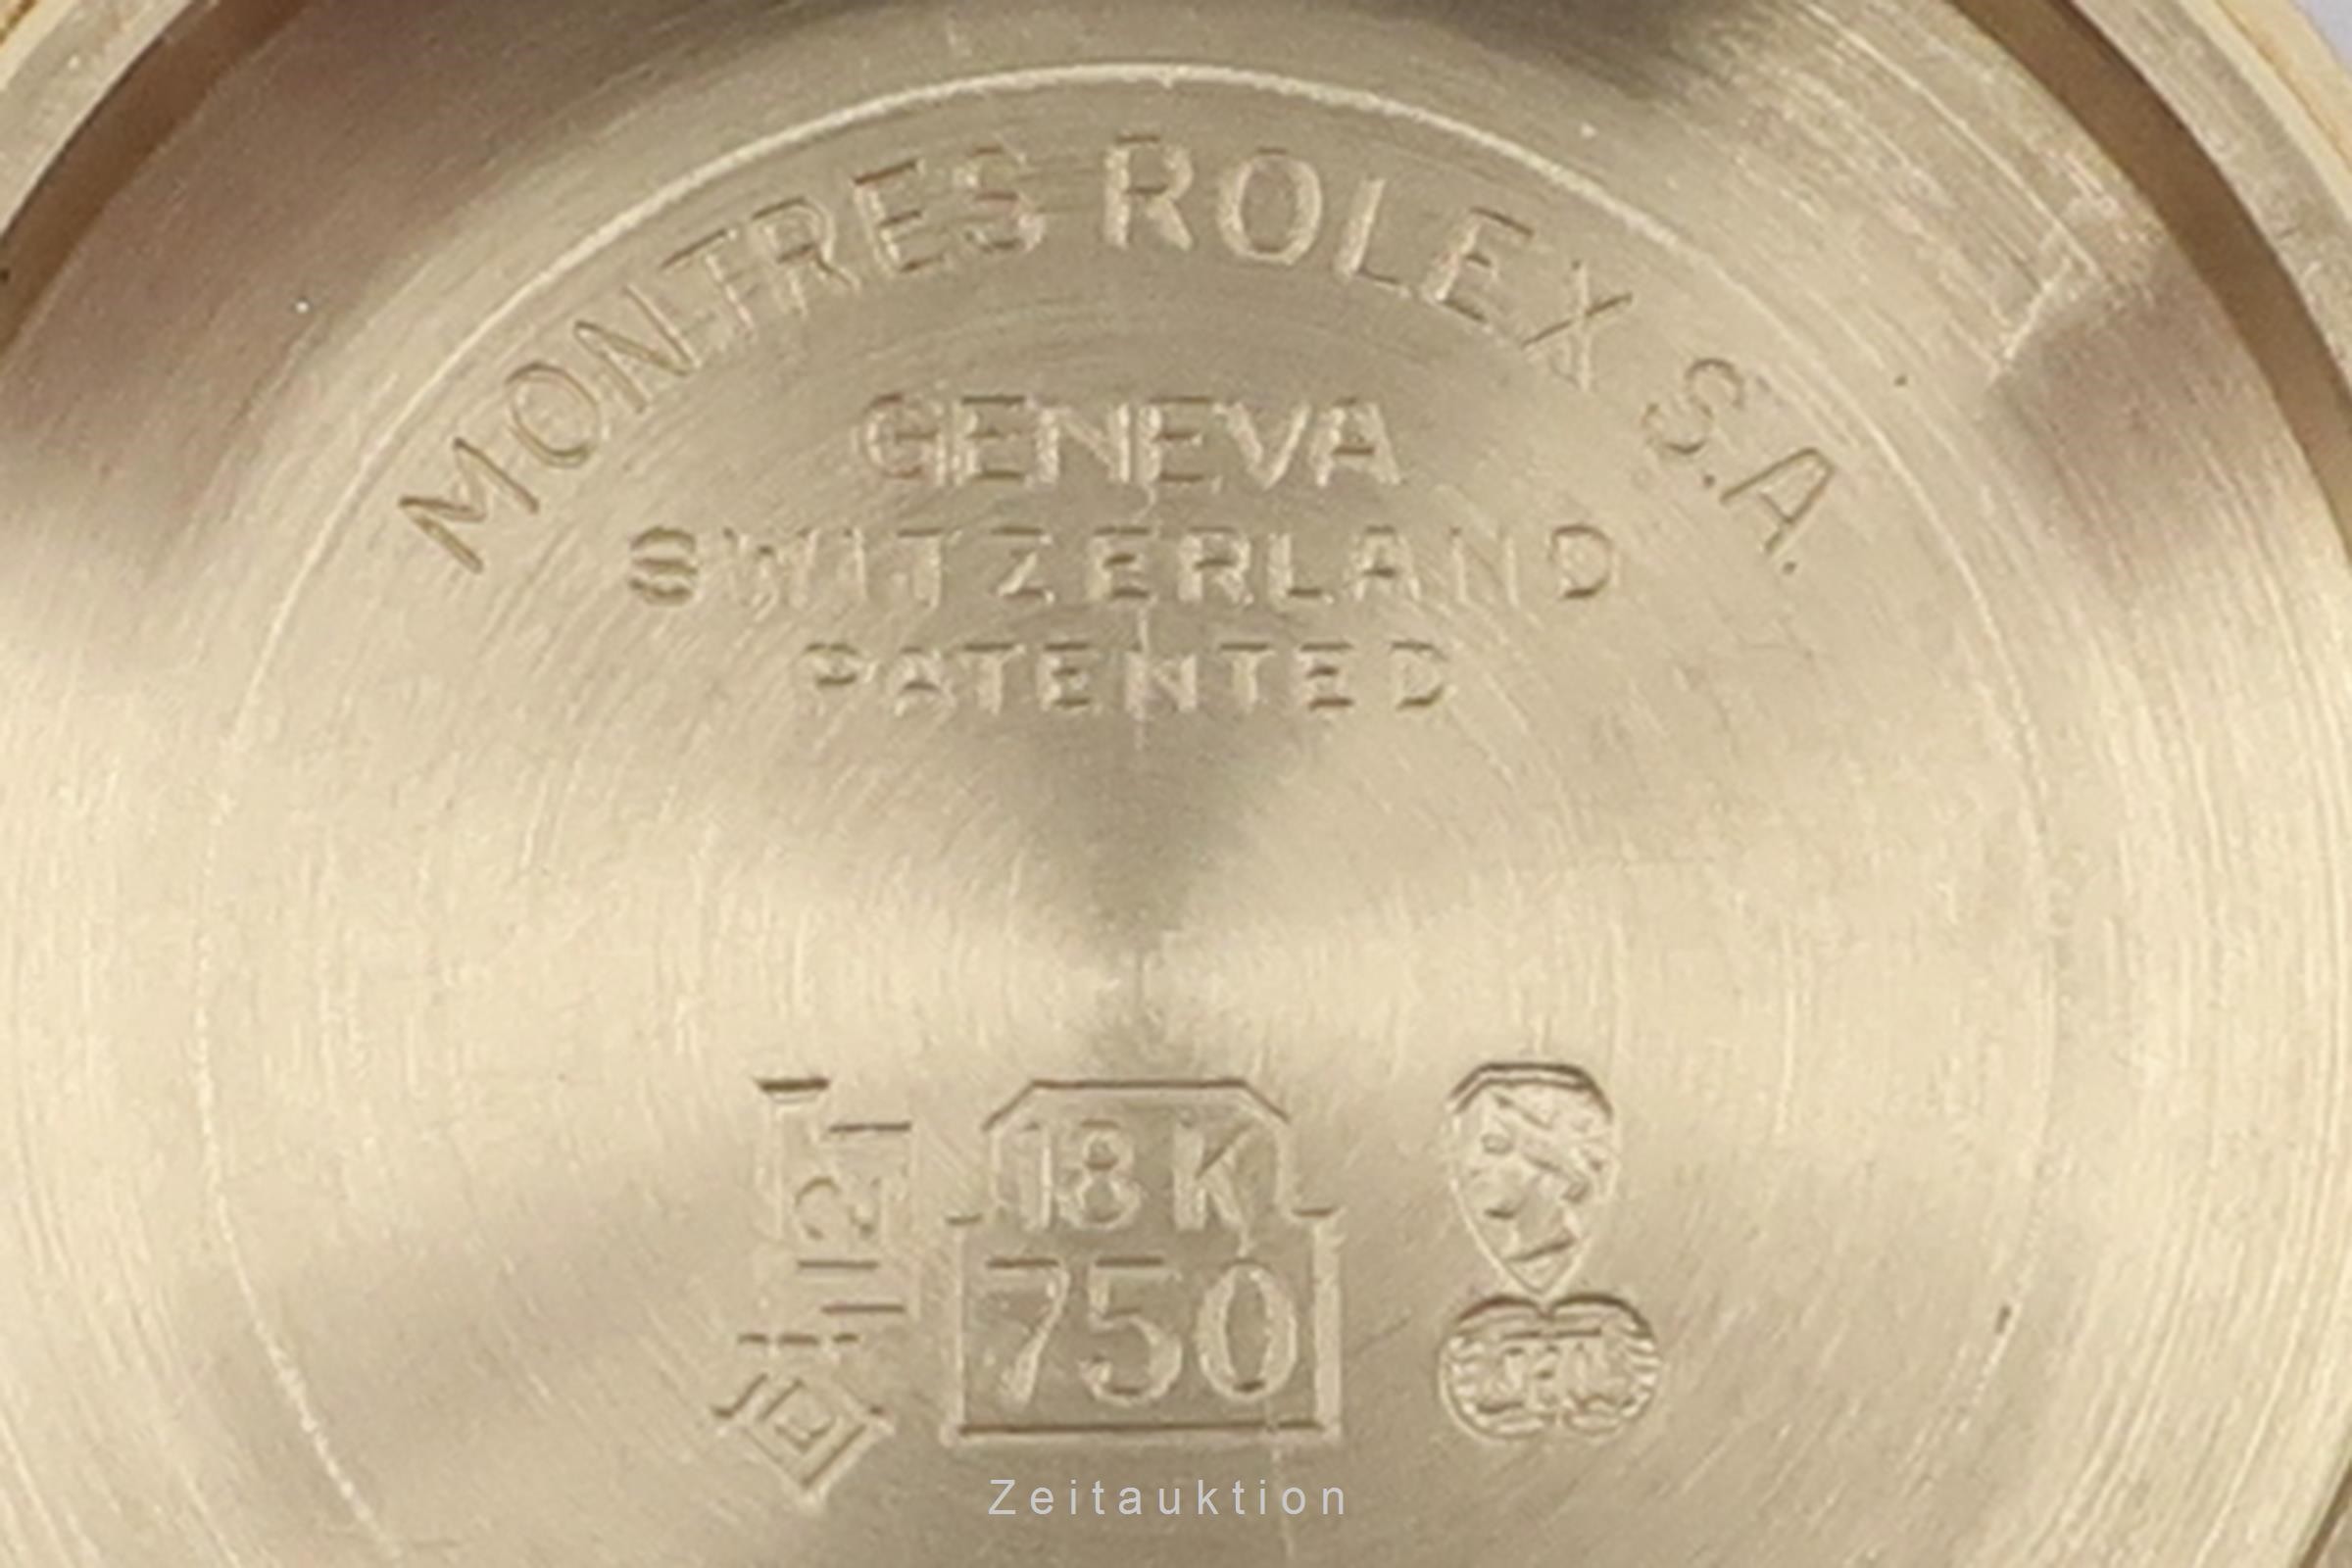 MONTRES ROLEX S.A.
GENEVA
SWITZERLAND
PATENTED
18K
750
Zeitauktion